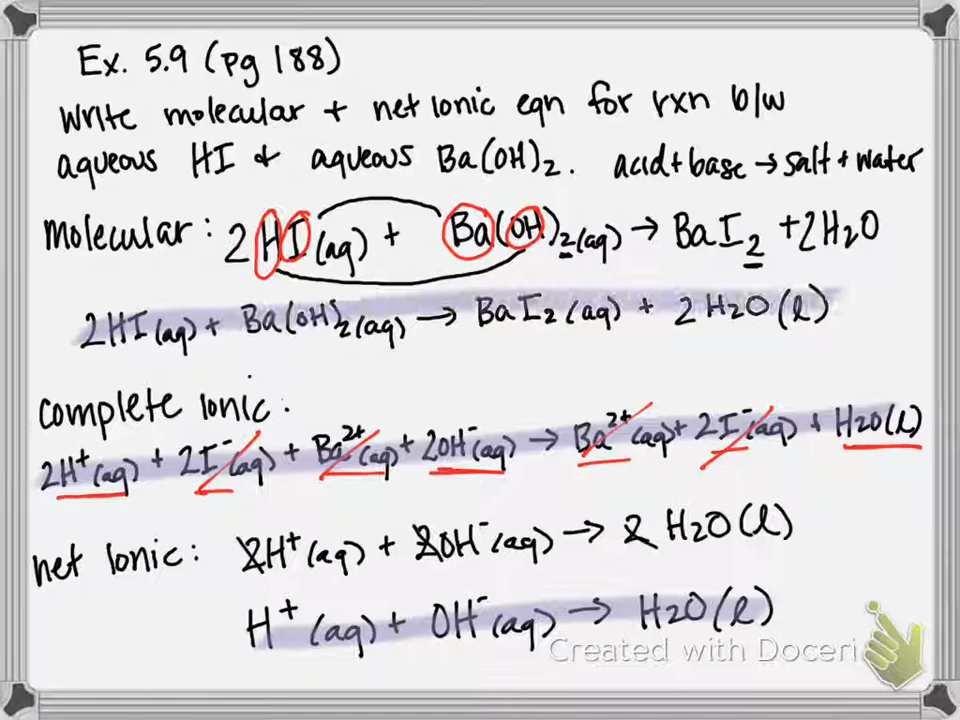 Ex. 5.9 (pg 188)
Write molecular + net ionic eqn for rxn b/w
aqueous HI & aqueous Ba(OH)₂. acid+base → salt + water
molecular: 2HI(aq) + Ba(OH)₂(aq) → BaI₂ + 2H₂O
2HI(aq) + Ba(OH)₂(aq) → BaI₂(aq) + 2H₂O(l)
complete ionic:
2H⁺(aq) + 2I⁻(aq) + Ba²⁺(aq) + 2OH⁻(aq) → Ba²⁺(aq) + 2I⁻(aq) + H₂O(l)
net ionic: 2H⁺(aq) + 2OH⁻(aq) → 2H₂O(l)
H⁺(aq) + OH⁻(aq) → H₂O(l)
Created with Doceri